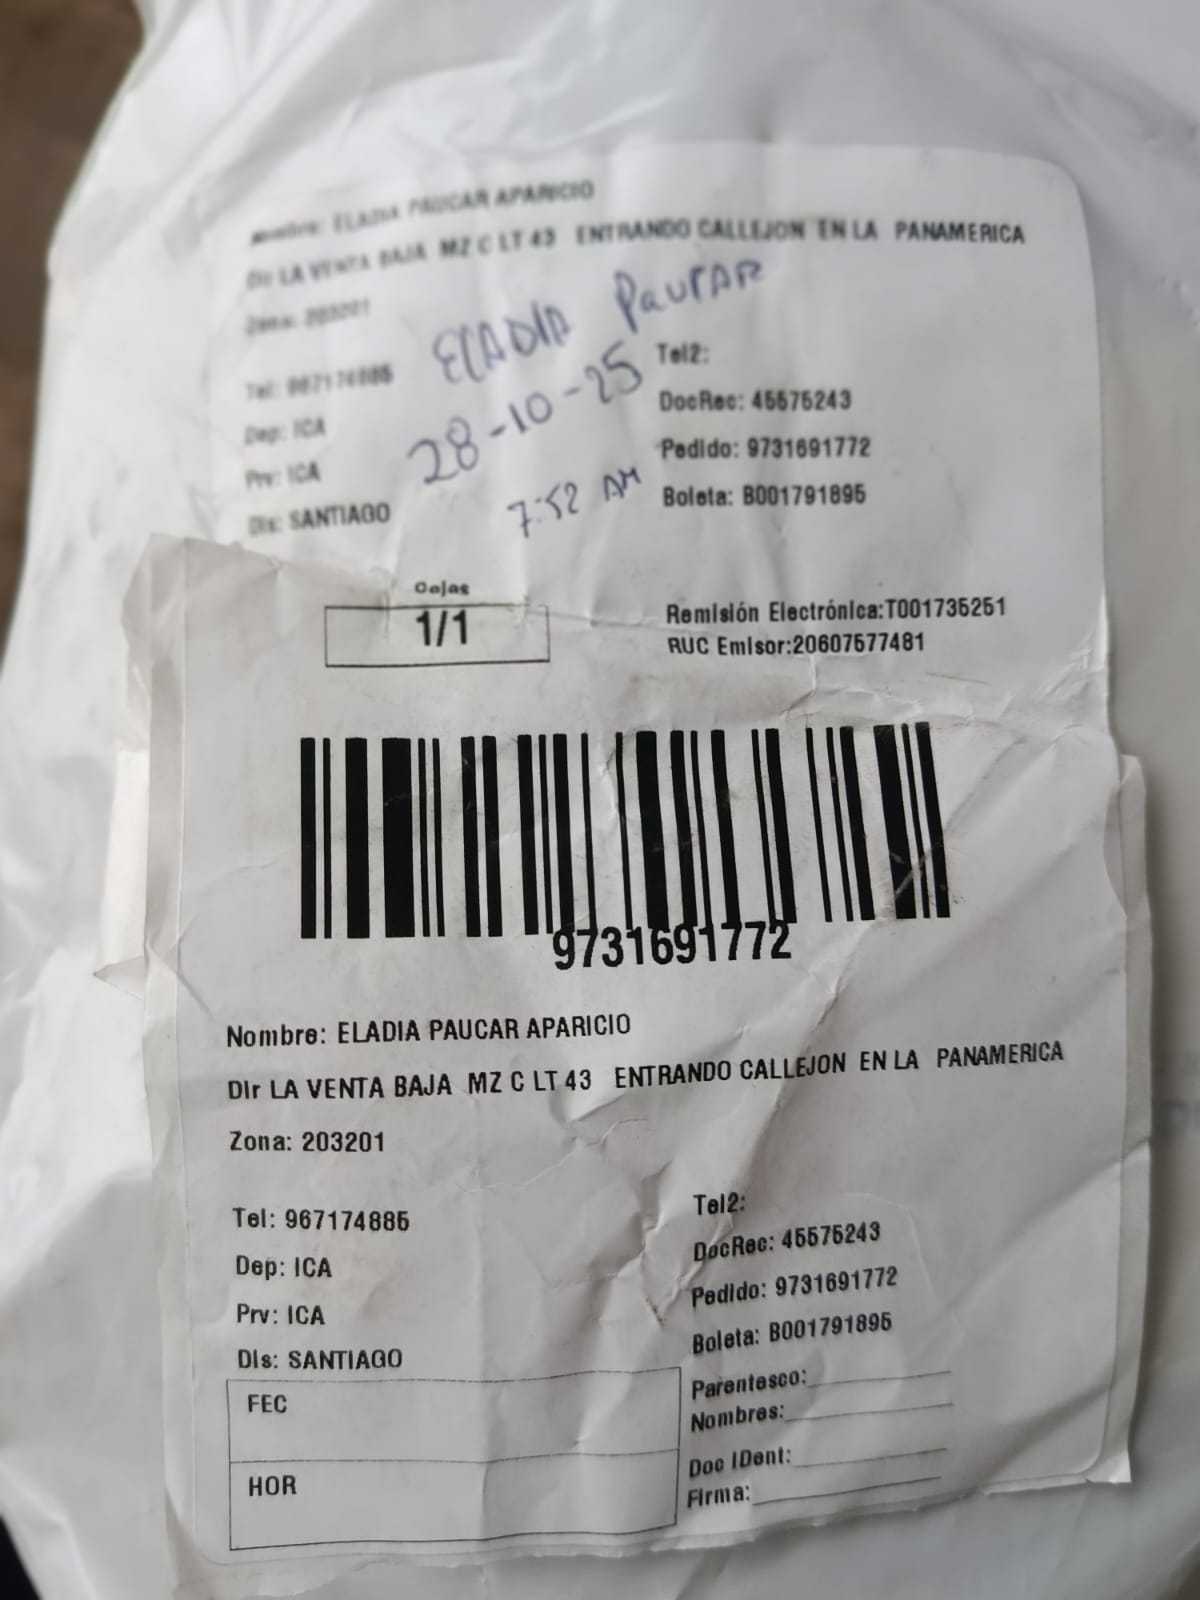 Nombre: ELADIA PAUCAR APARICIO
Dir LA VENTA BAJA MZ C LT 43 ENTRANDO CALLEJON EN LA PANAMERICA
Zona: 203201
ELADIA PAUCAR
Tel: 967174885
Tel2:
28-10-25
DocRec: 45575243
Dep: ICA
Pedido: 9731691772
Prv: ICA
7:52 AM
Boleta: B001791895
Dis: SANTIAGO
Cajas
1/1
Remisión Electrónica:T001735251
RUC Emisor:20607577481
9731691772
Nombre: ELADIA PAUCAR APARICIO
Dir LA VENTA BAJA MZ C LT 43 ENTRANDO CALLEJON EN LA PANAMERICA
Zona: 203201
Tel: 967174885
Tel2:
DocRec: 45575243
Dep: ICA
Pedido: 9731691772
Prv: ICA
Boleta: B001791895
Dis: SANTIAGO
Parentesco:
FEC
Nombres:
Doc IDent:
HOR
Firma: